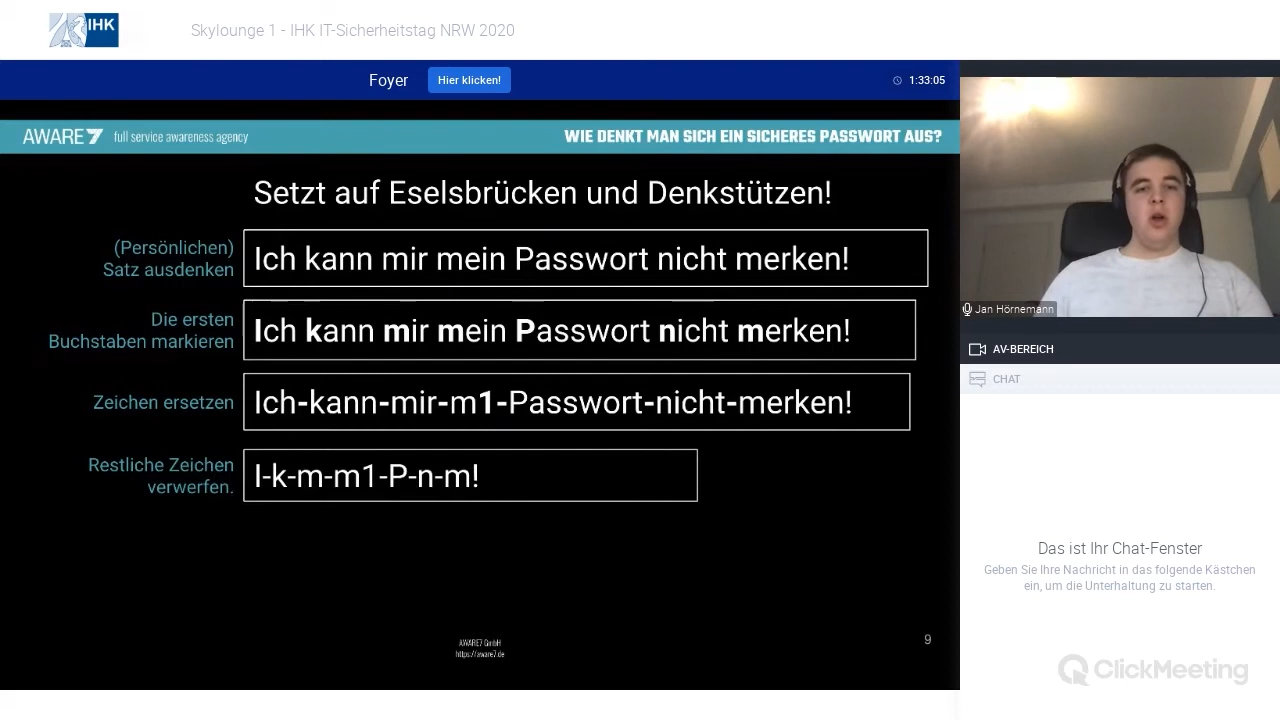 IHK
Skylounge 1 - IHK IT-Sicherheitstag NRW 2020
Foyer
Hier klicken!
1:33:05
AWARE7 full service awareness agency
WIE DENKT MAN SICH EIN SICHERES PASSWORT AUS?
Setzt auf Eselsbrücken und Denkstützen!
(Persönlichen)
Satz ausdenken
Ich kann mir mein Passwort nicht merken!
Die ersten
Buchstaben markieren
Ich kann mir mein Passwort nicht merken!
Zeichen ersetzen
Ich-kann-mir-m1-Passwort-nicht-merken!
Restliche Zeichen
verwerfen.
I-k-m-m1-P-n-m!
AWARE7 GmbH
https://aware7.de
9
Jan Hörnemann
AV-BEREICH
CHAT
Das ist Ihr Chat-Fenster
Geben Sie Ihre Nachricht in das folgende Kästchen
ein, um die Unterhaltung zu starten.
ClickMeeting